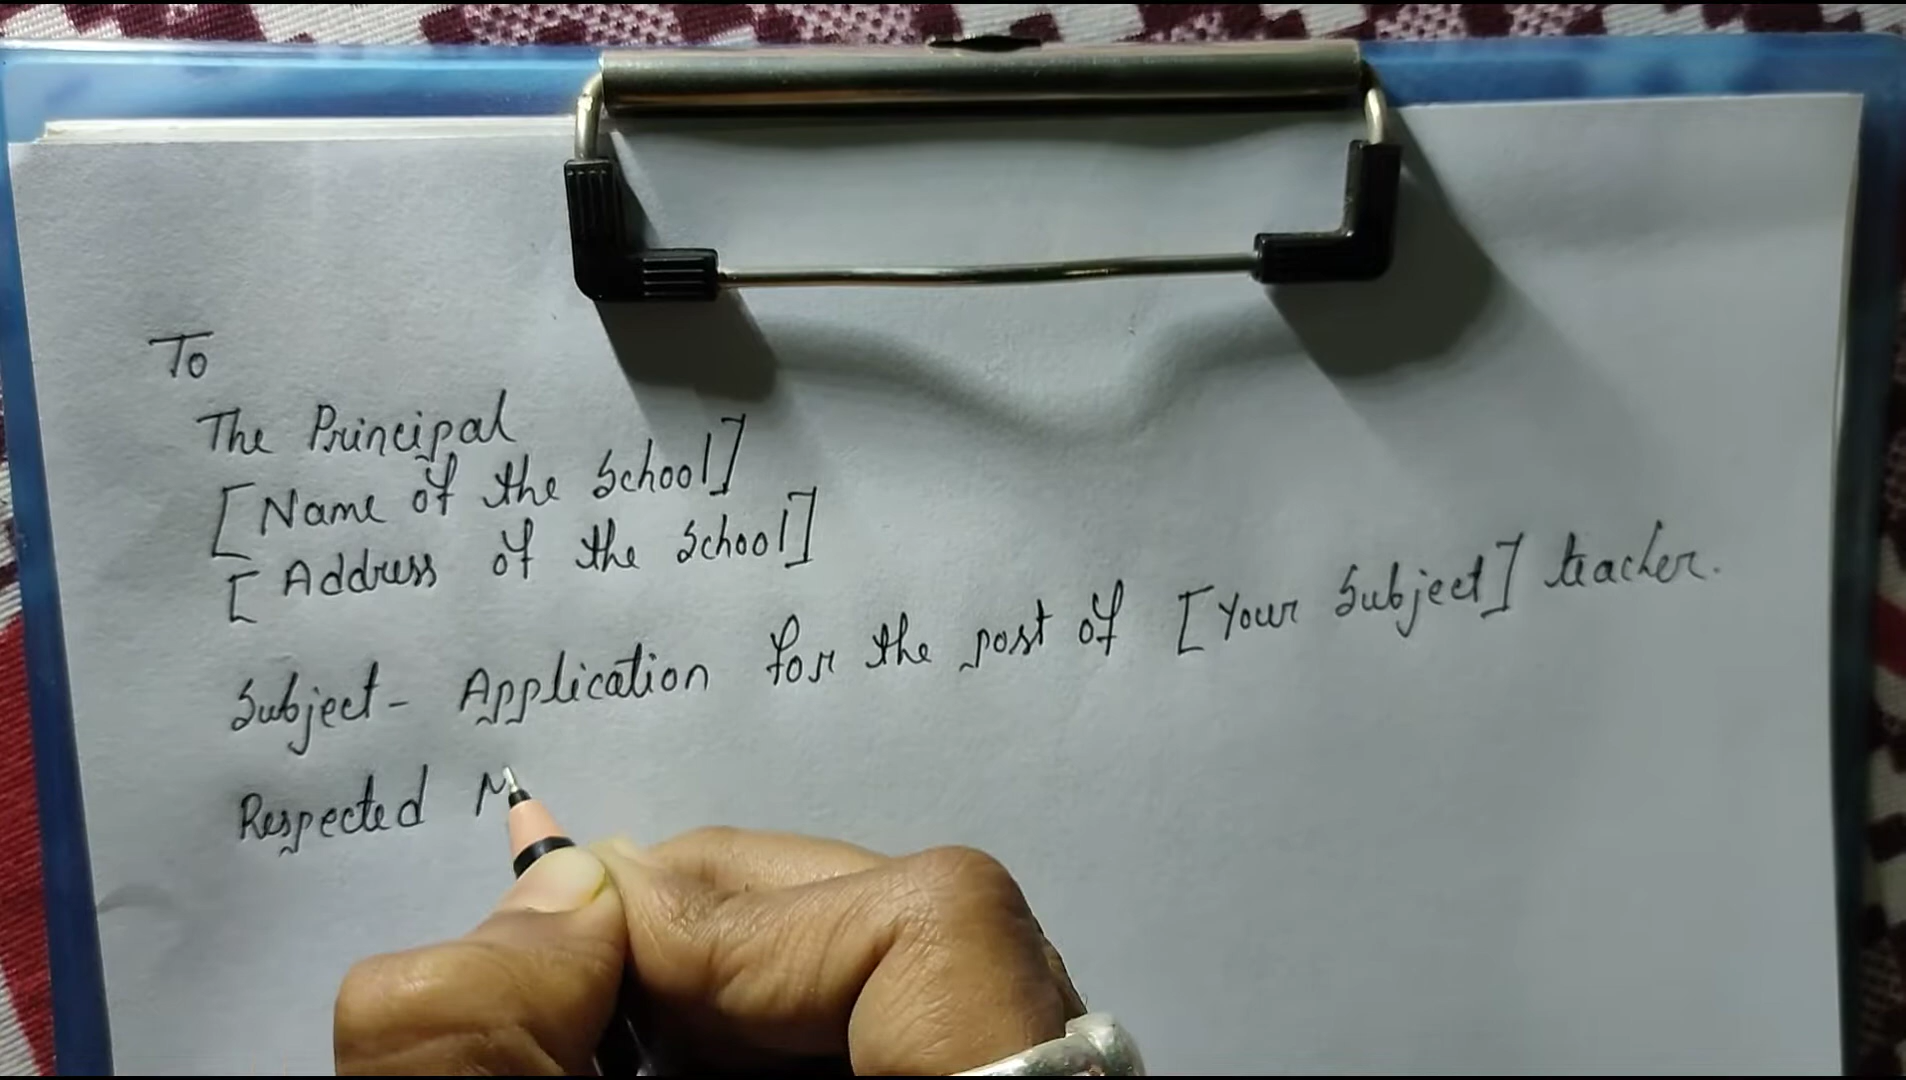 To
The Principal
[Name of the School]
[Address of the School]
Subject- Application for the post of [Your Subject] teacher.
Respected